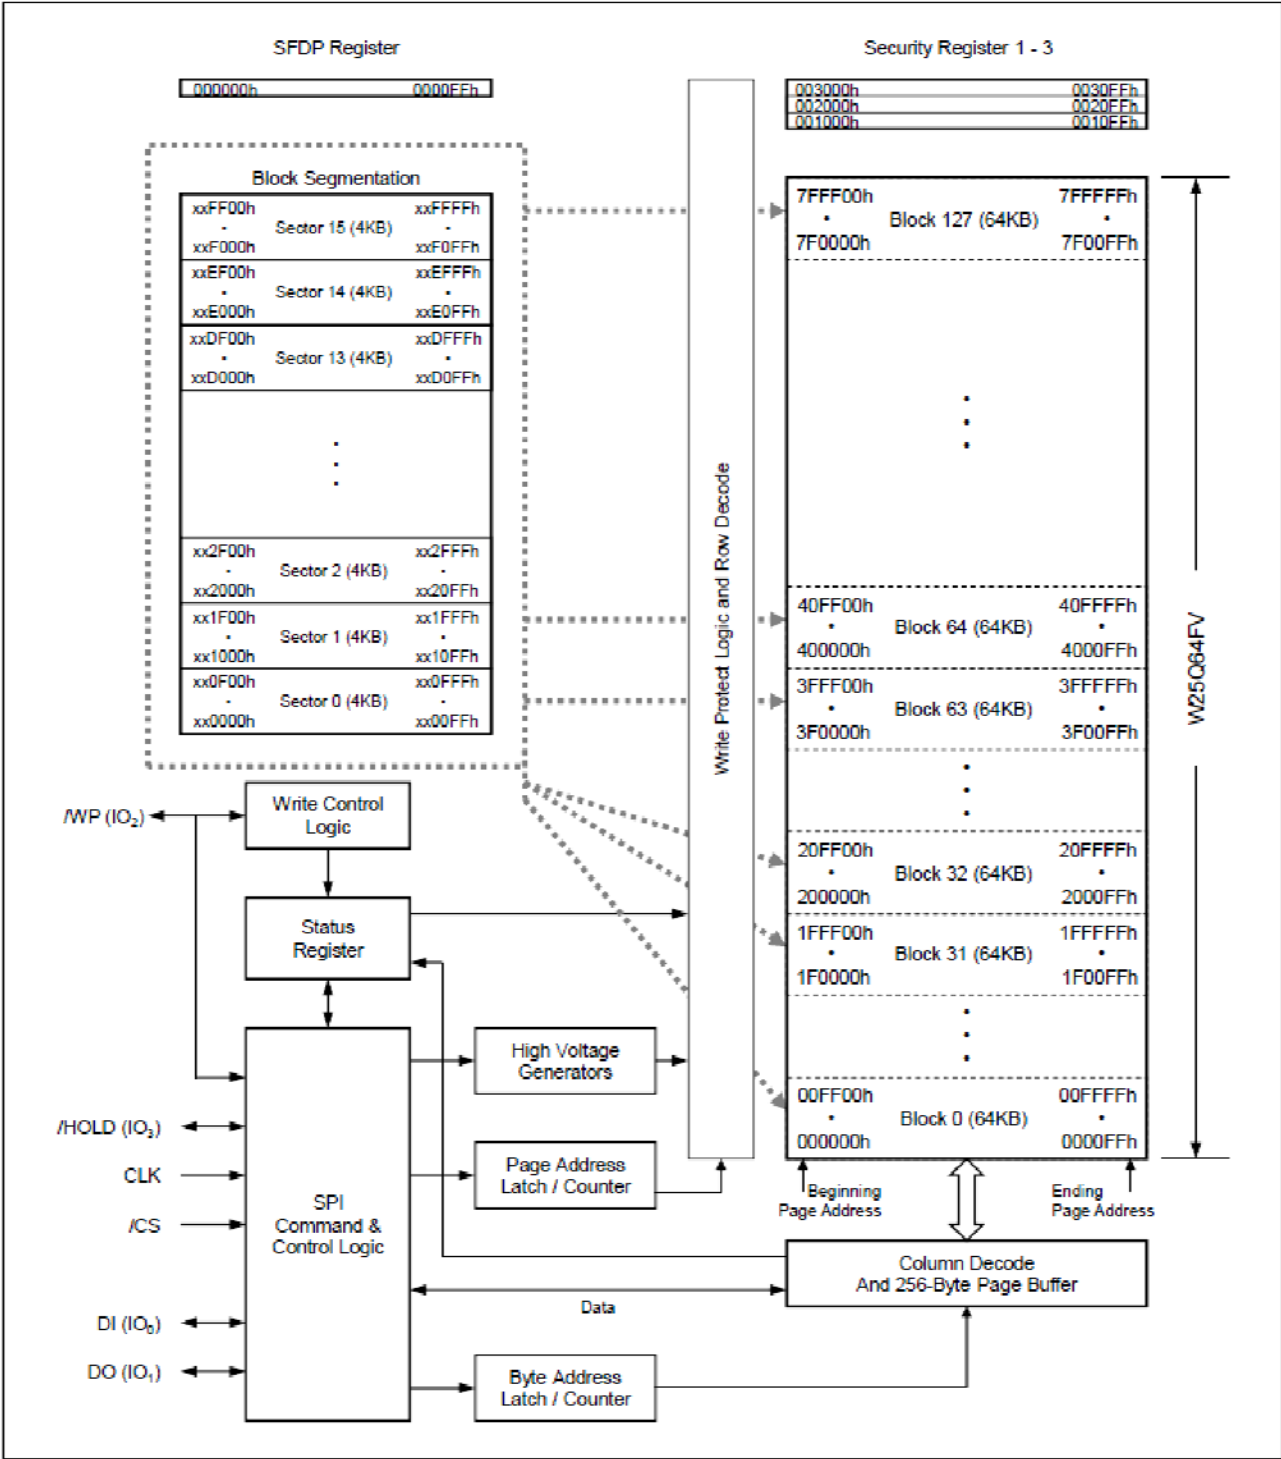 SFDP Register
000000h 0000FFh
Security Register 1 - 3
003000h 0030FFh
002000h 0020FFh
001000h 0010FFh
Block Segmentation
xxFF00h xxFFFFh
Sector 15 (4KB)
xxF000h xxF0FFh
xxEF00h xxEFFFh
Sector 14 (4KB)
xxE000h xxE0FFh
xxDF00h xxDFFFh
Sector 13 (4KB)
xxD000h xxD0FFh
xx2F00h xx2FFFh
Sector 2 (4KB)
xx2000h xx20FFh
xx1F00h xx1FFFh
Sector 1 (4KB)
xx1000h xx10FFh
xx0F00h xx0FFFh
Sector 0 (4KB)
xx0000h xx00FFh
Write Protect Logic and Row Decode
7FFF00h 7FFFFFh
Block 127 (64KB)
7F0000h 7F00FFh
40FF00h 40FFFFh
Block 64 (64KB)
400000h 4000FFh
3FFF00h 3FFFFFh
Block 63 (64KB)
3F0000h 3F00FFh
20FF00h 20FFFFh
Block 32 (64KB)
200000h 2000FFh
1FFF00h 1FFFFFh
Block 31 (64KB)
1F0000h 1F00FFh
00FF00h 00FFFFh
Block 0 (64KB)
000000h 0000FFh
W25Q64FV
Beginning
Page Address
Ending
Page Address
/WP (IO2)
Write Control
Logic
Status
Register
High Voltage
Generators
/HOLD (IO3)
CLK
/CS
DI (IO0)
DO (IO1)
SPI
Command &
Control Logic
Page Address
Latch / Counter
Column Decode
And 256-Byte Page Buffer
Data
Byte Address
Latch / Counter